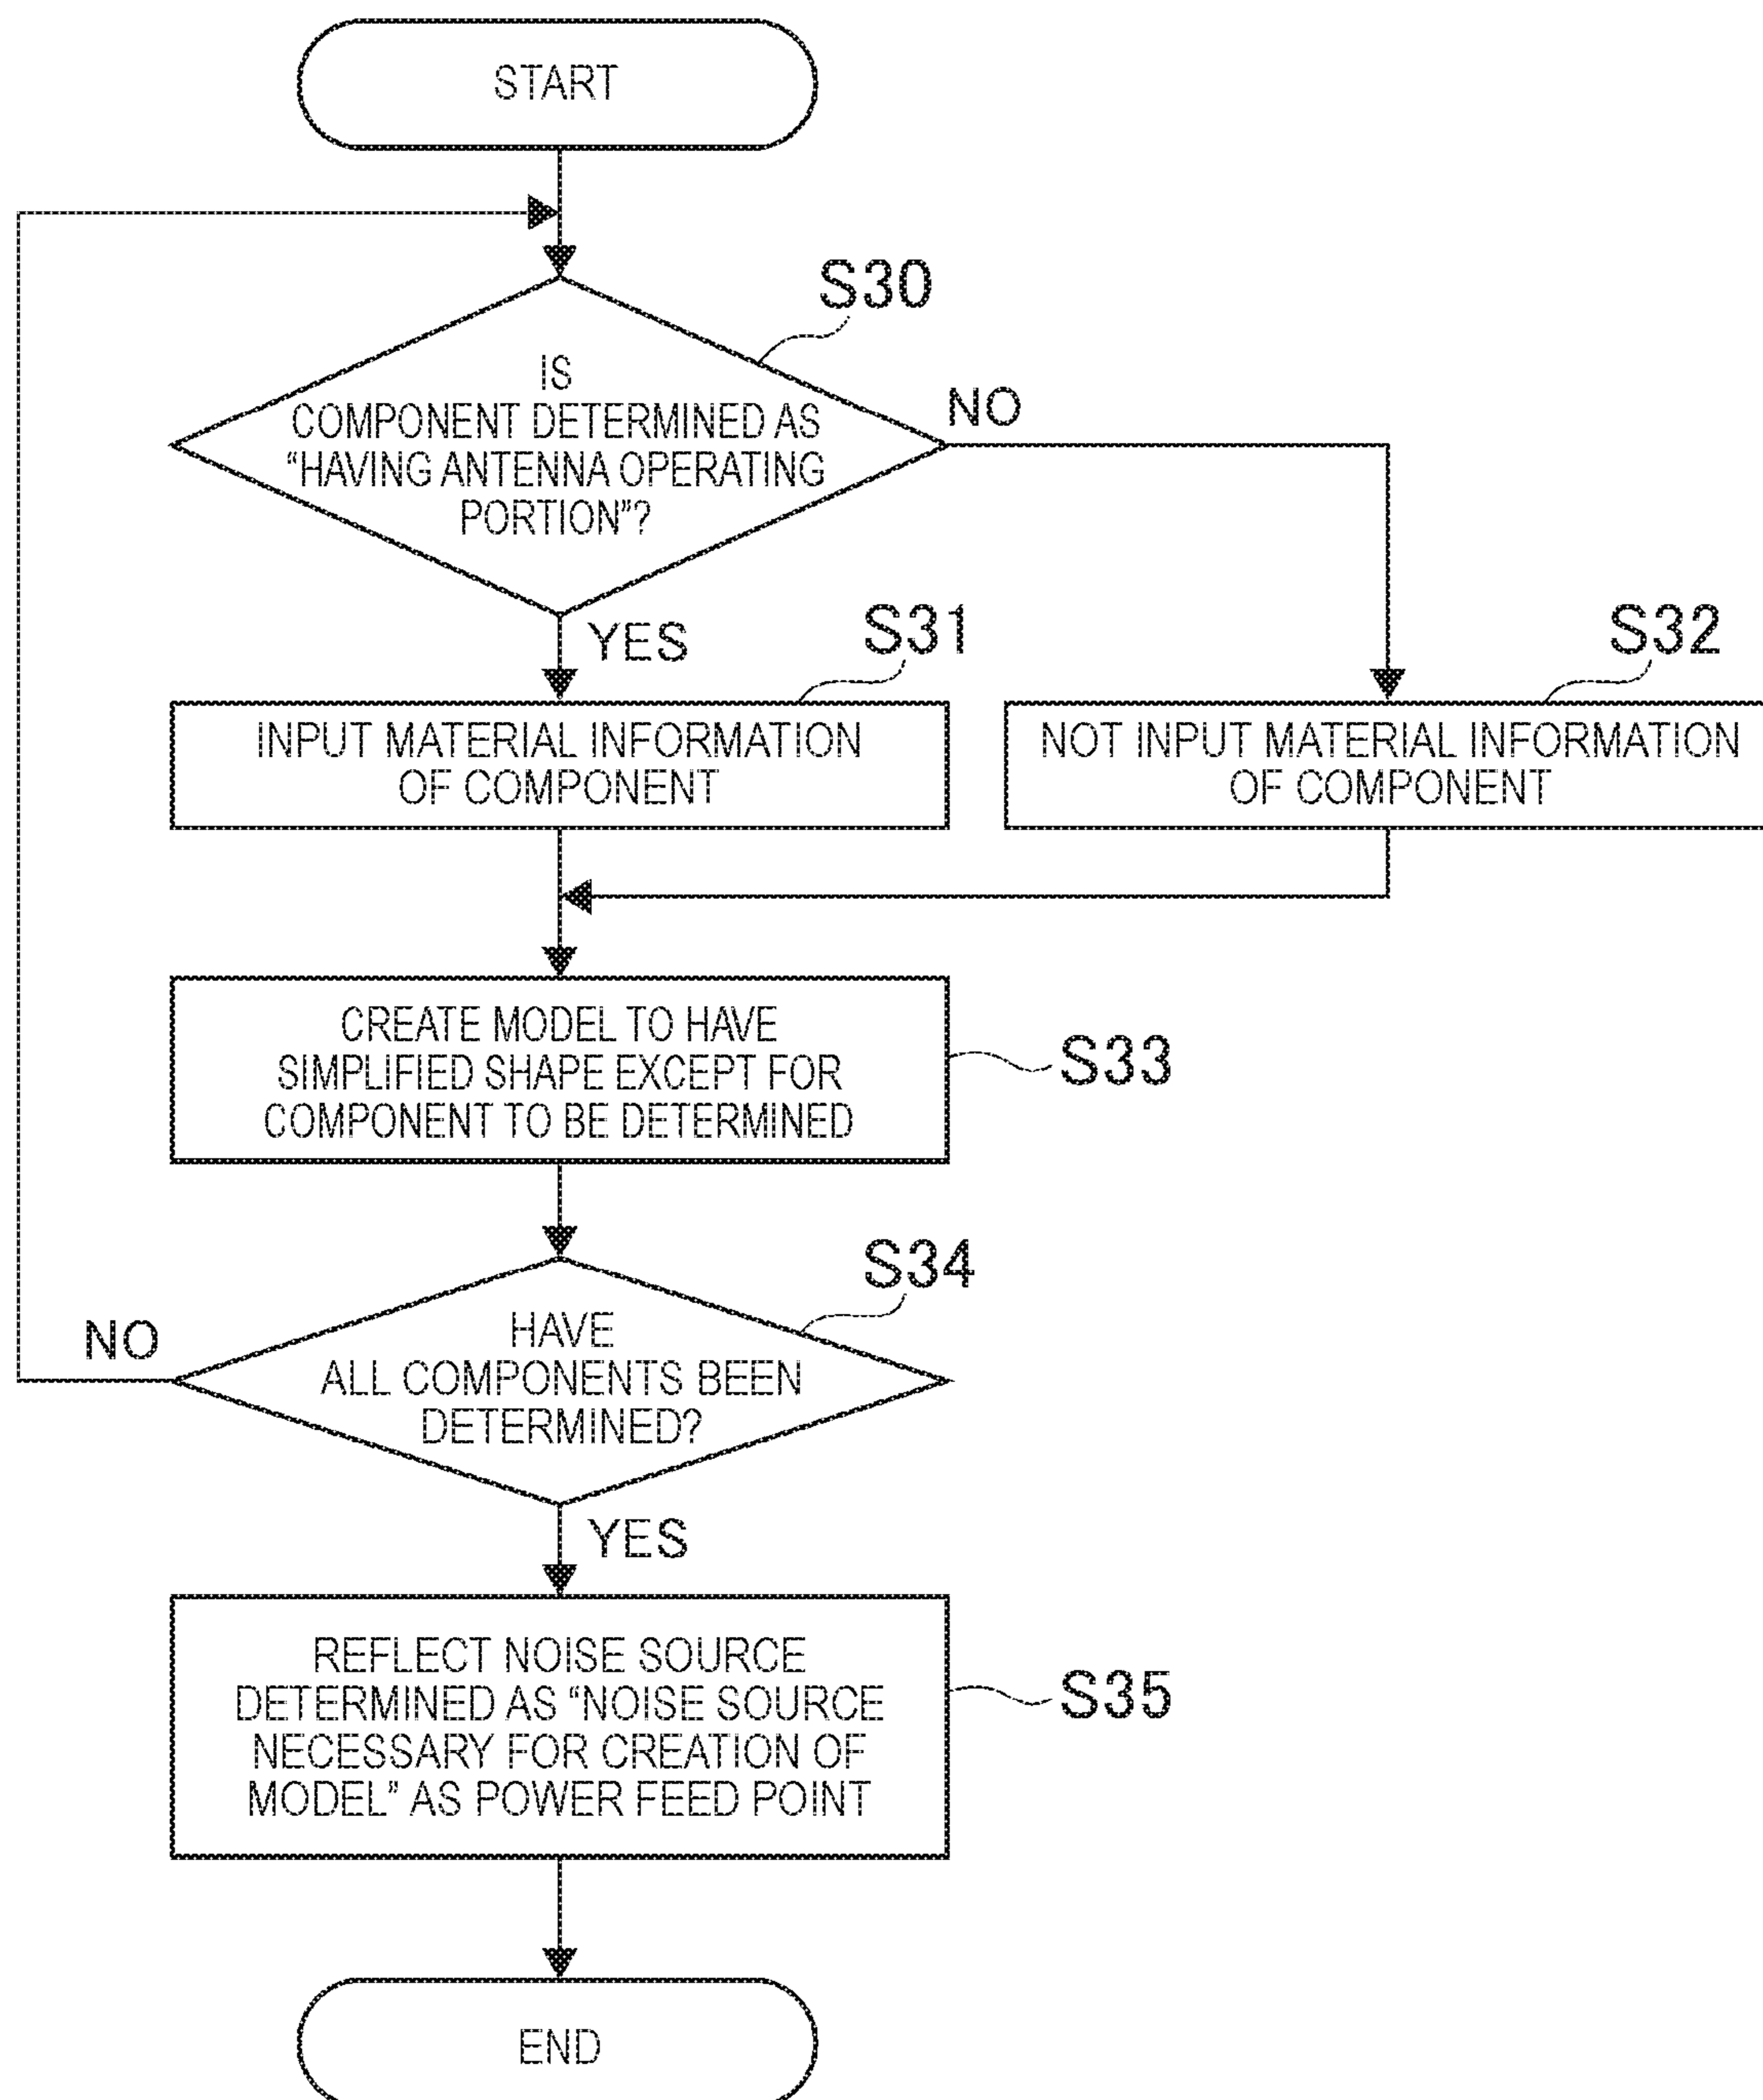 START
S30
IS
COMPONENT DETERMINED AS
“HAVING ANTENNA OPERATING
PORTION”?
NO
YES
S31
S32
INPUT MATERIAL INFORMATION
OF COMPONENT
NOT INPUT MATERIAL INFORMATION
OF COMPONENT
CREATE MODEL TO HAVE
SIMPLIFIED SHAPE EXCEPT FOR
COMPONENT TO BE DETERMINED
S33
S34
NO
HAVE
ALL COMPONENTS BEEN
DETERMINED?
YES
REFLECT NOISE SOURCE
DETERMINED AS “NOISE SOURCE
NECESSARY FOR CREATION OF
MODEL” AS POWER FEED POINT
S35
END